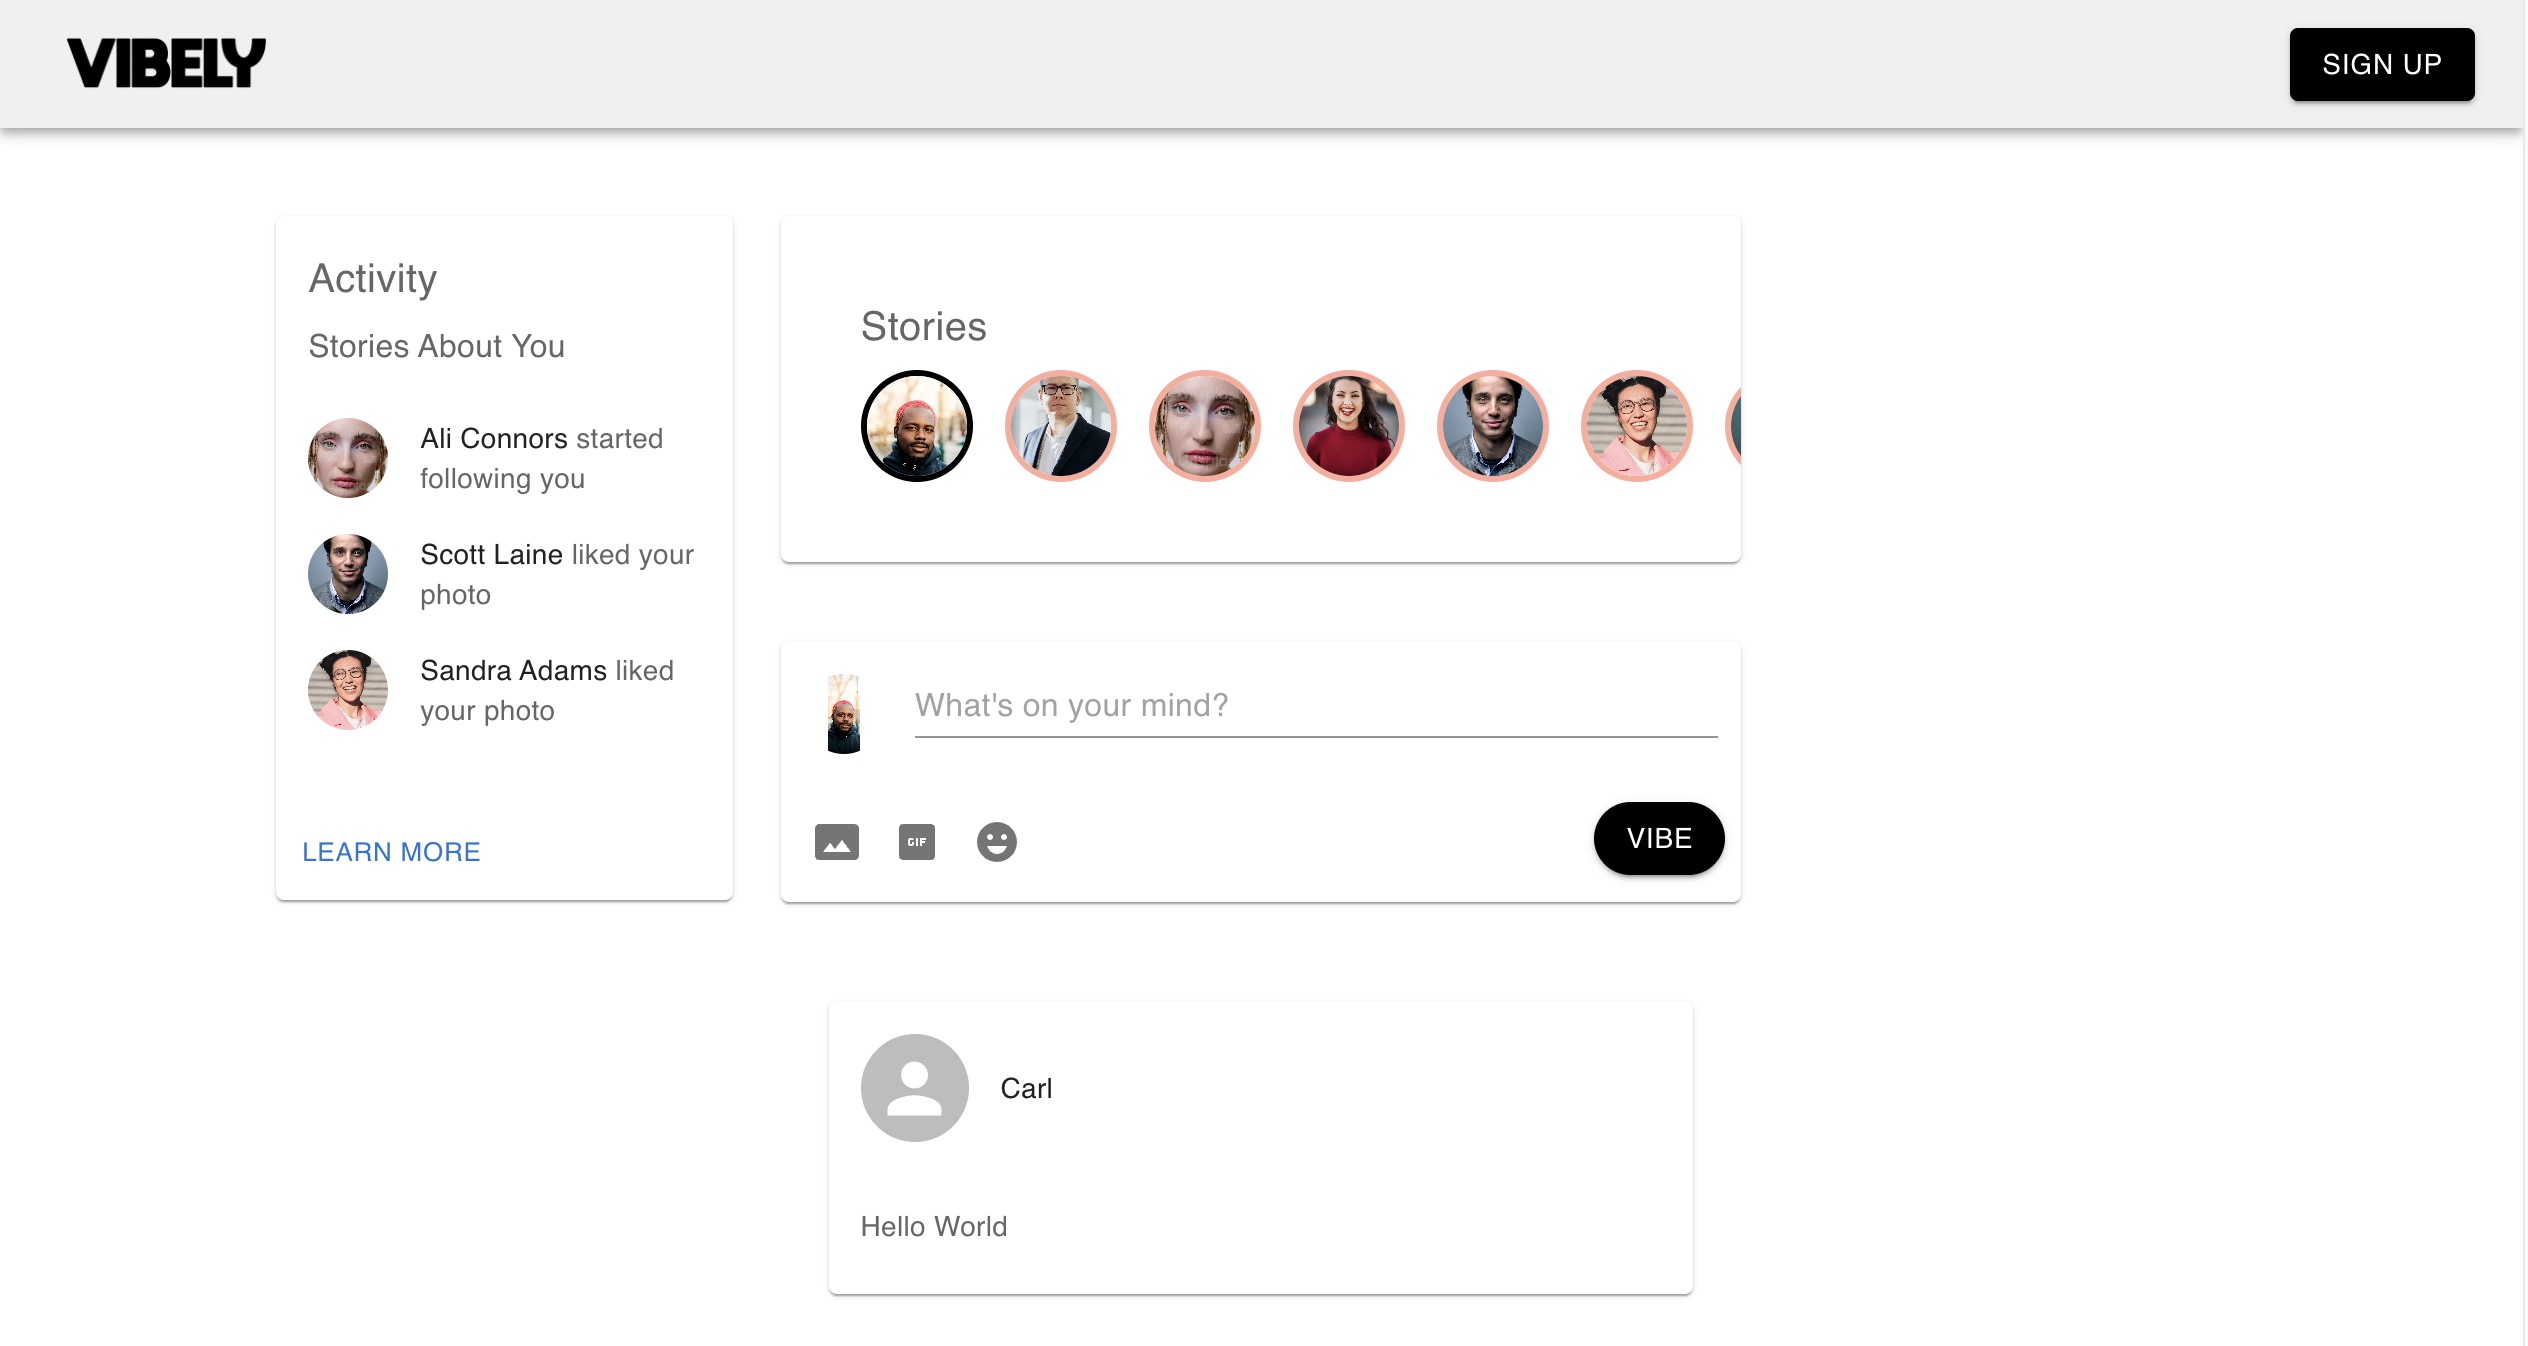 VIBELY
SIGN UP
Activity
Stories About You
Ali Connors started
following you
Scott Laine liked your
photo
Sandra Adams liked
your photo
LEARN MORE
Stories
What's on your mind?
GIF
VIBE
Carl
Hello World